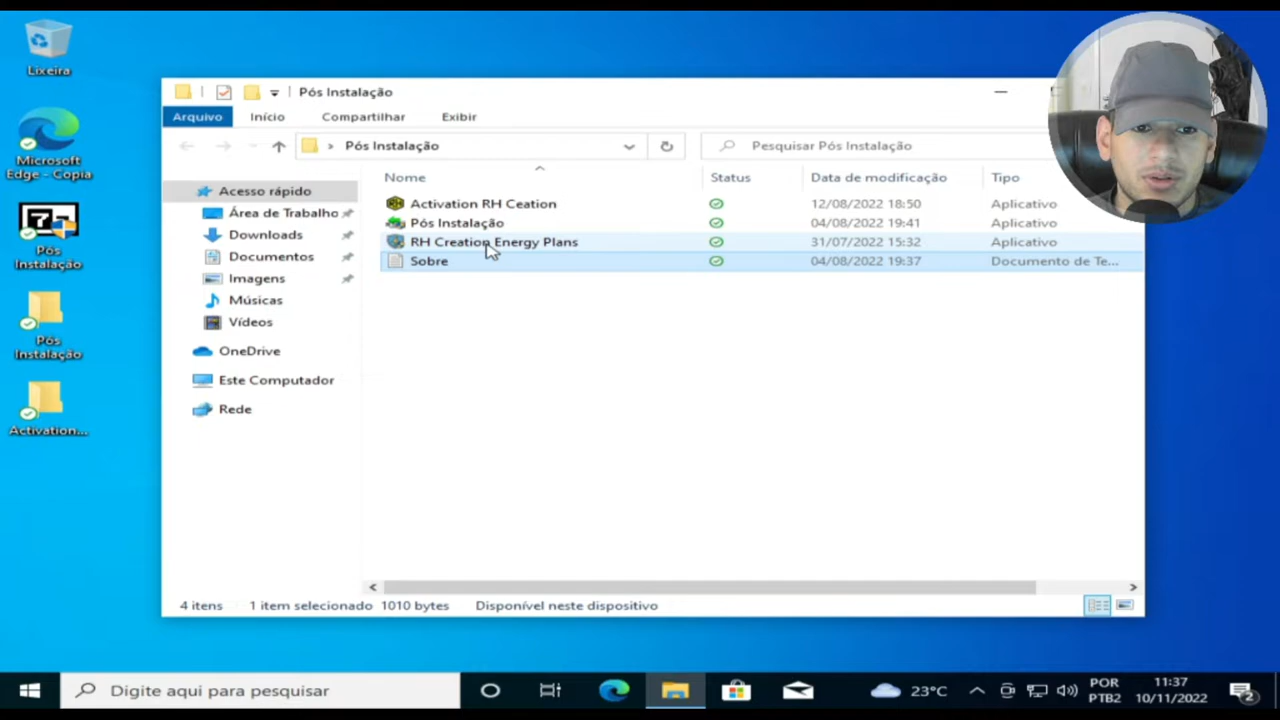 Lixeira
Microsoft
Edge - Copia
Pós
Instalação
Pós
Instalação
Activation...
Pós Instalação
Arquivo
Início
Compartilhar
Exibir
Pós Instalação
Pesquisar Pós Instalação
Acesso rápido
Área de Trabalho
Downloads
Documentos
Imagens
Músicas
Vídeos
OneDrive
Este Computador
Rede
Nome
Status
Data de modificação
Tipo
Activation RH Ceation
12/08/2022 18:50
Aplicativo
Pós Instalação
04/08/2022 19:41
Aplicativo
RH Creation Energy Plans
31/07/2022 15:32
Aplicativo
Sobre
04/08/2022 19:37
Documento de Te...
4 itens
1 item selecionado 1010 bytes
Disponível neste dispositivo
Digite aqui para pesquisar
23°C
POR
PTB2
11:37
10/11/2022
2